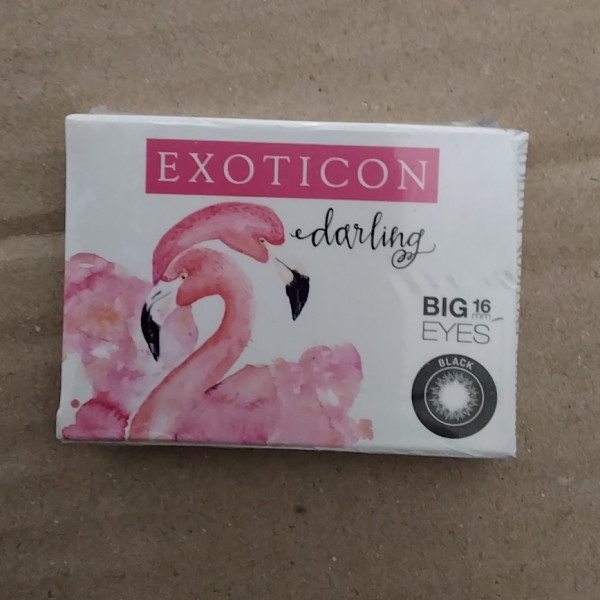 EXOTICON
darling
BIG 16 mm
EYES
BLACK